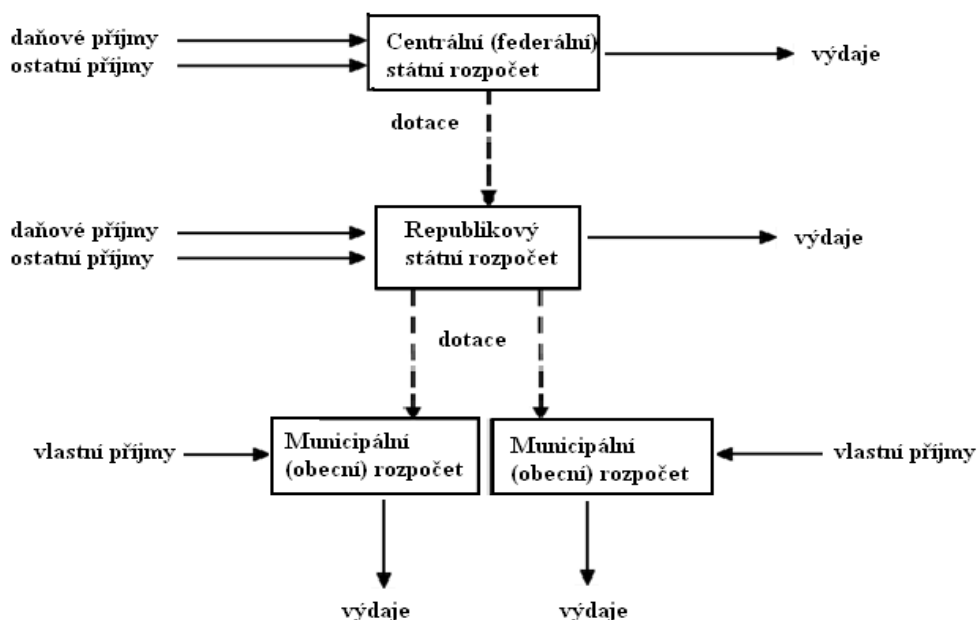 daňové příjmy
ostatní příjmy
Centrální (federální)
státní rozpočet
výdaje
dotace
daňové příjmy
ostatní příjmy
Republikový
státní rozpočet
výdaje
dotace
vlastní příjmy
Municipální
(obecní) rozpočet
Municipální
(obecní) rozpočet
vlastní příjmy
výdaje
výdaje